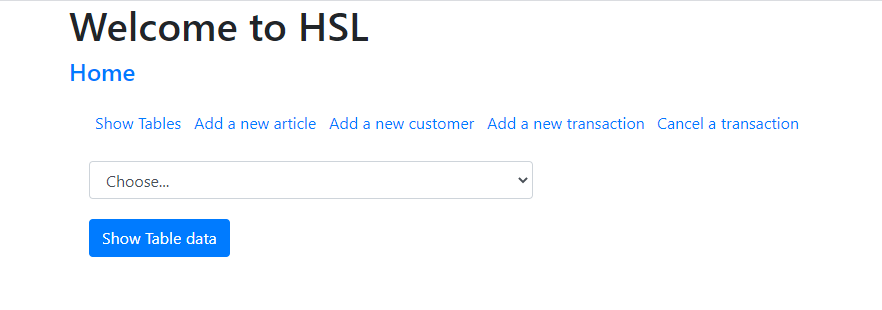 Welcome to HSL
Home
Show Tables Add a new article Add a new customer Add a new transaction Cancel a transaction
Choose...
Show Table data